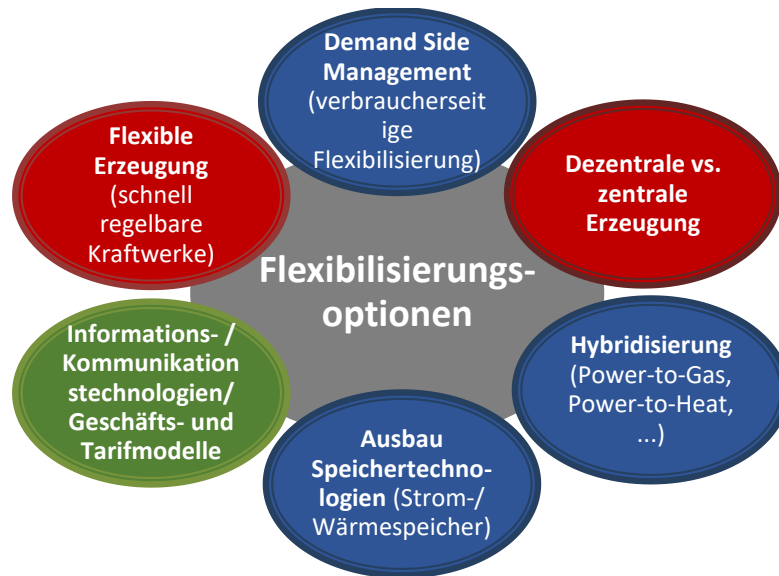 Demand Side
Management
(verbraucherseit
ige
Flexibilisierung)
Flexible
Erzeugung
(schnell
regelbare
Kraftwerke)
Dezentrale vs.
zentrale
Erzeugung
Flexibilisierungs-
optionen
Informations- /
Kommunikation
stechnologien/
Geschäfts- und
Tarifmodelle
Hybridisierung
(Power-to-Gas,
Power-to-Heat,
...)
Ausbau
Speichertechno-
logien (Strom-/
Wärmespeicher)